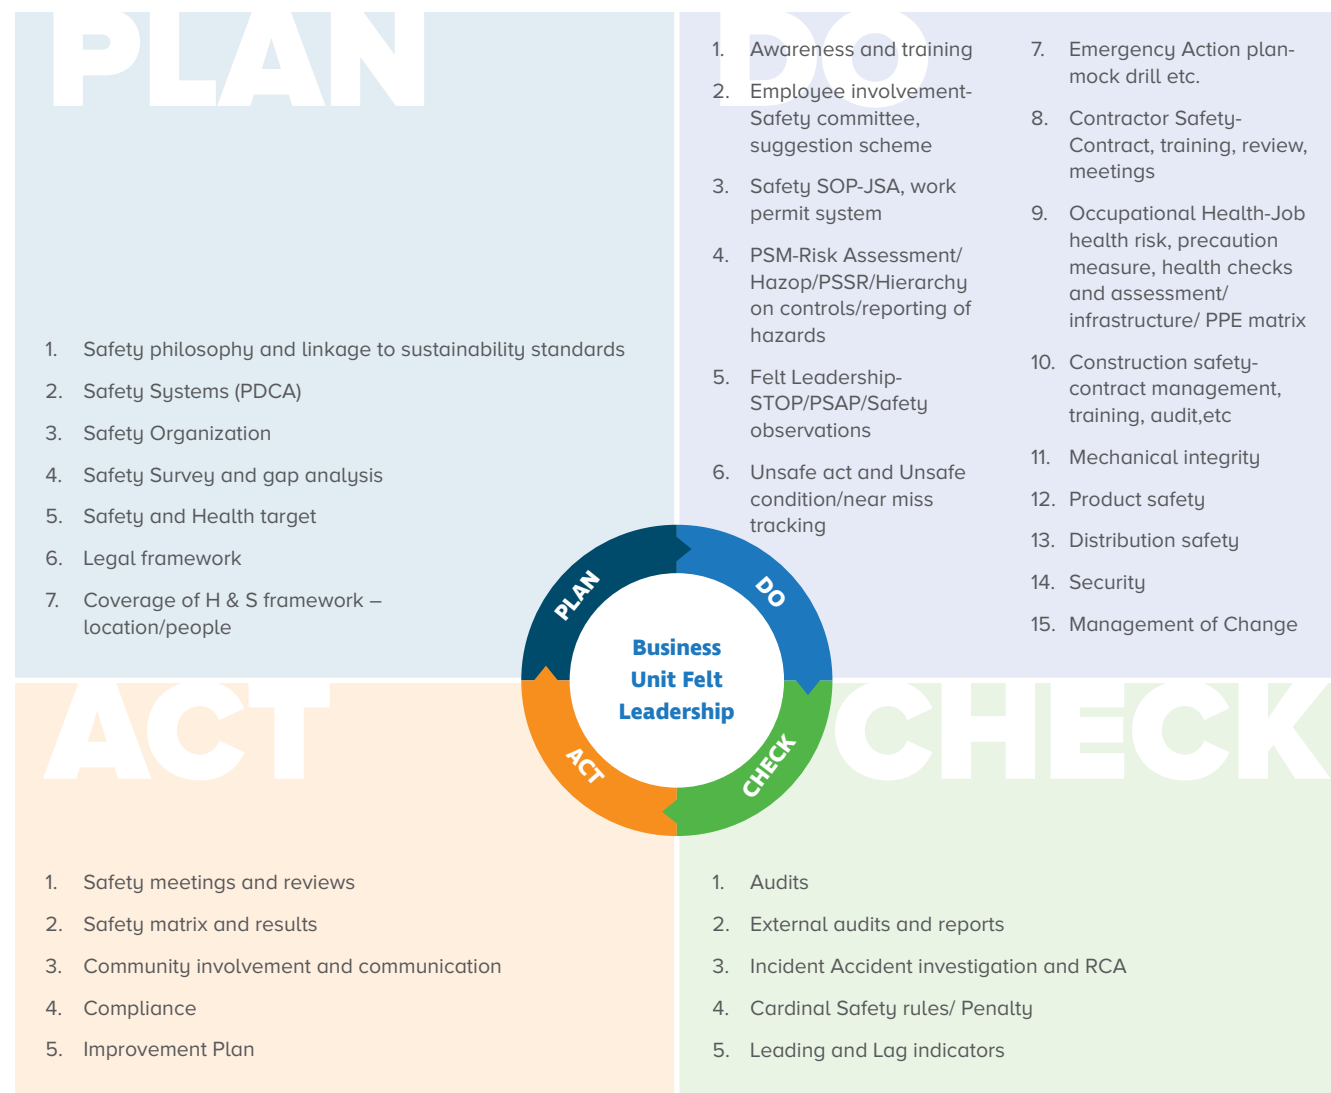 PLAN
1. Safety philosophy and linkage to sustainability standards
2. Safety Systems (PDCA)
3. Safety Organization
4. Safety Survey and gap analysis
5. Safety and Health target
6. Legal framework
7. Coverage of H & S framework –
location/people
DO
1. Awareness and training
2. Employee involvement-
Safety committee,
suggestion scheme
3. Safety SOP-JSA, work
permit system
4. PSM-Risk Assessment/
Hazop/PSSR/Hierarchy
on controls/reporting of
hazards
5. Felt Leadership-
STOP/PSAP/Safety
observations
6. Unsafe act and Unsafe
condition/near miss
tracking
7. Emergency Action plan-
mock drill etc.
8. Contractor Safety-
Contract, training, review,
meetings
9. Occupational Health-Job
health risk, precaution
measure, health checks
and assessment/
infrastructure/ PPE matrix
10. Construction safety-
contract management,
training, audit,etc
11. Mechanical integrity
12. Product safety
13. Distribution safety
14. Security
15. Management of Change
PLAN
DO
CHECK
ACT
Business
Unit Felt
Leadership
ACT
1. Safety meetings and reviews
2. Safety matrix and results
3. Community involvement and communication
4. Compliance
5. Improvement Plan
CHECK
1. Audits
2. External audits and reports
3. Incident Accident investigation and RCA
4. Cardinal Safety rules/ Penalty
5. Leading and Lag indicators